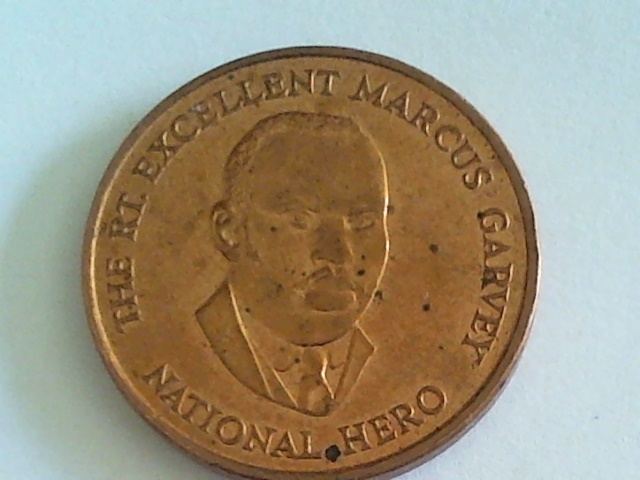 THE RT. EXCELLENT MARCUS GARVEY
NATIONAL HERO